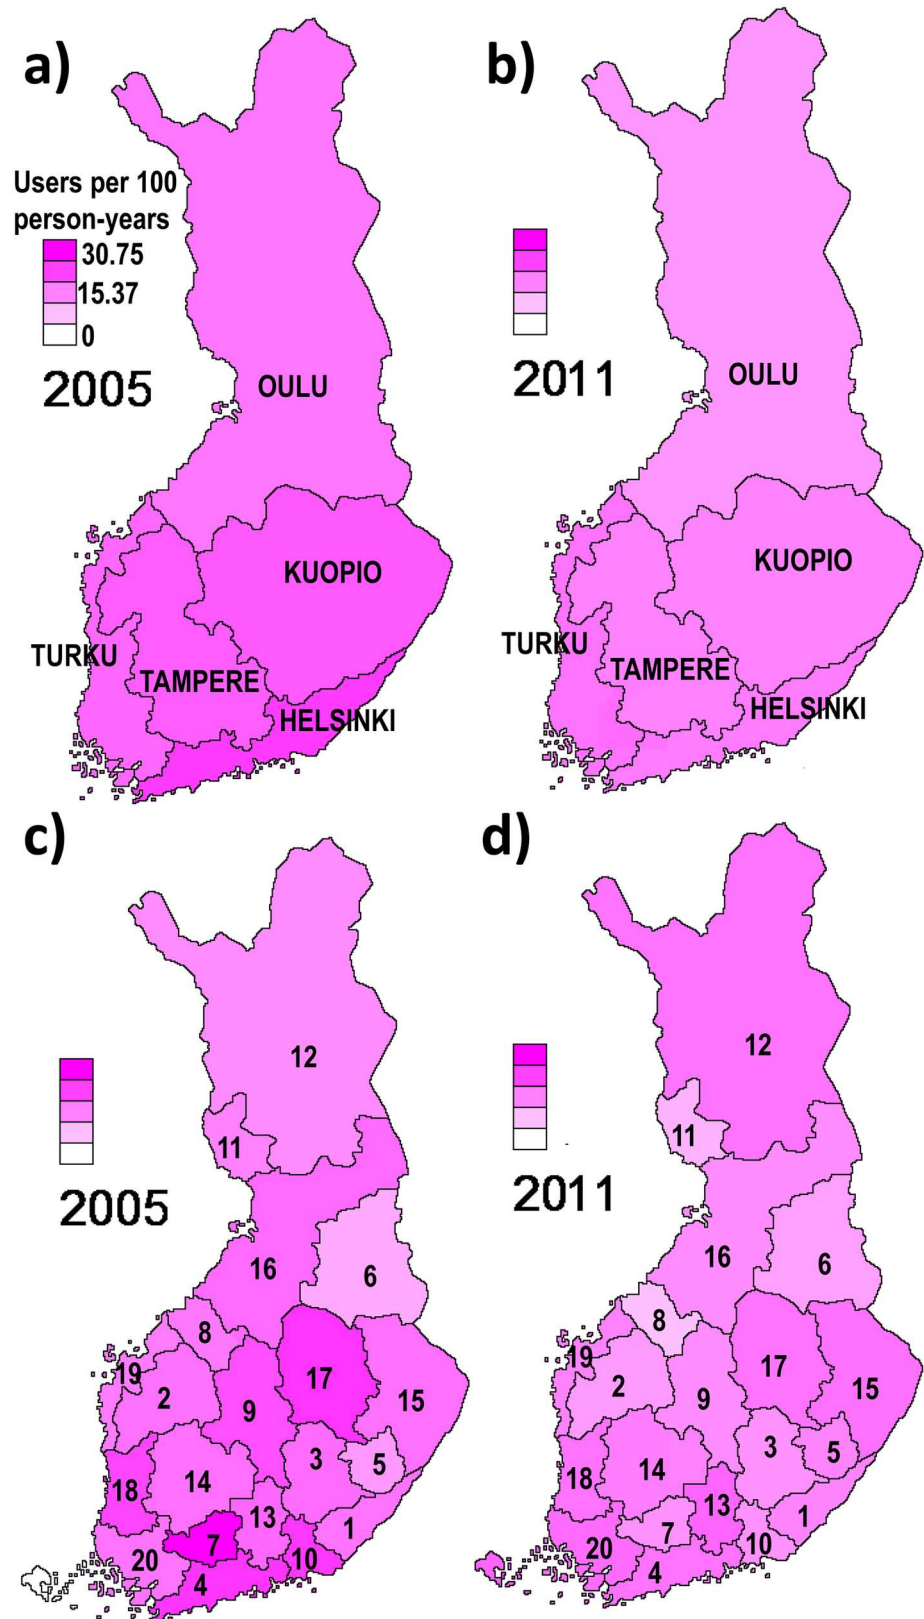 a)
b)
Users per 100
person-years
30.75
15.37
0
2005
2011
OULU
OULU
KUOPIO
KUOPIO
TURKU
TURKU
TAMPERE
TAMPERE
HELSINKI
HELSINKI
c)
d)
12
12
11
11
2005
2011
16
16
6
6
8
8
19
19
2
2
17
17
9
9
15
15
3
3
5
5
18
18
14
14
13
13
1
1
7
7
10
10
20
20
4
4